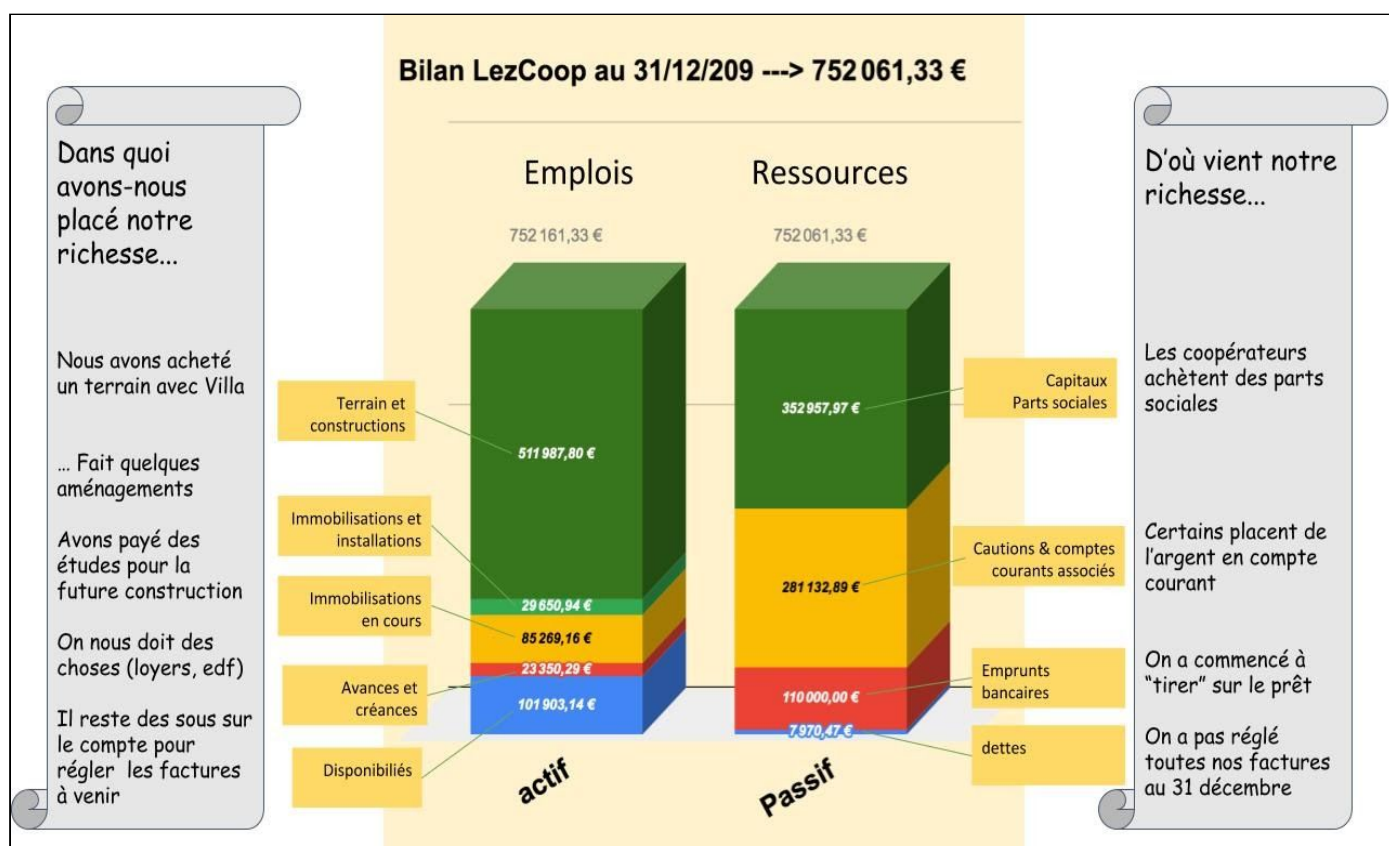 Bilan LezCoop au 31/12/209 ---> 752 061,33 €
Dans quoi
avons-nous
placé notre
richesse...
Nous avons acheté
un terrain avec Villa
... Fait quelques
aménagements
Avons payé des
études pour la
future construction
On nous doit des
choses (loyers, edf)
Il reste des sous sur
le compte pour
régler les factures
à venir
Emplois
752 161,33 €
Terrain et
constructions
511 987,80 €
Immobilisations et
installations
29 650,94 €
Immobilisations
en cours
85 269,16 €
Avances et
créances
23 350,29 €
Disponibiliés
101 903,14 €
actif
Ressources
752 061,33 €
Capitaux
Parts sociales
352 957,97 €
Cautions & comptes
courants associés
281 132,89 €
Emprunts
bancaires
110 000,00 €
dettes
7 970,47 €
Passif
D'où vient notre
richesse...
Les coopérateurs
achètent des parts
sociales
Certains placent de
l'argent en compte
courant
On a commencé à
"tirer" sur le prêt
On a pas réglé
toutes nos factures
au 31 décembre